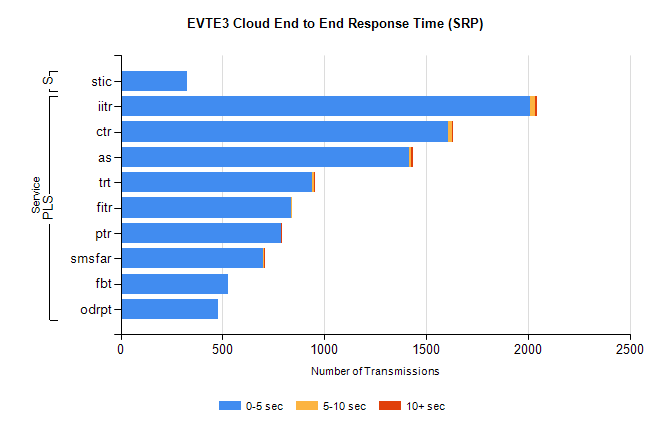 EVTE3 Cloud End to End Response Time (SRP)
stic
iitr
ctr
as
trt
fitr
ptr
smsfar
fbt
odrpt
S
PLS
Service
0 500 1000 1500 2000 2500
Number of Transmissions
0-5 sec 5-10 sec 10+ sec